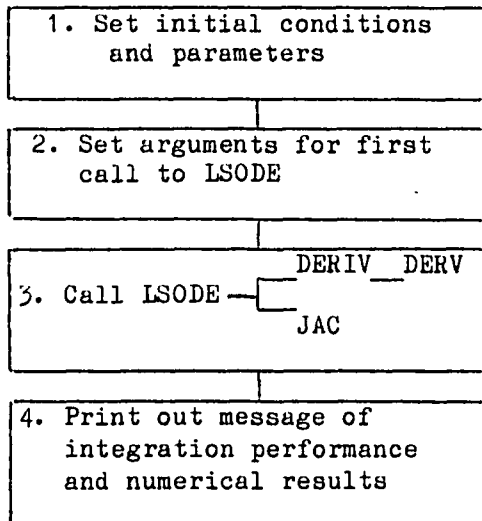 1. Set initial conditions
and parameters
2. Set arguments for first
call to LSODE
DERIV DERV
3. Call LSODE
JAC
4. Print out message of
integration performance
and numerical results